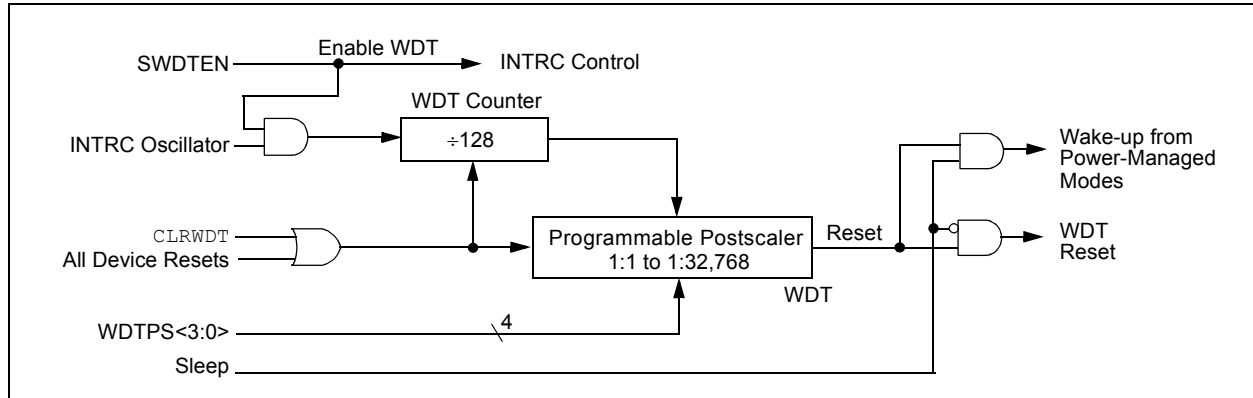 Enable WDT
SWDTEN
INTRC Control
WDT Counter
INTRC Oscillator
÷128
Wake-up from
Power-Managed
Modes
CLRWDT
All Device Resets
Programmable Postscaler
1:1 to 1:32,768
Reset
WDT
Reset
WDT
WDTPS<3:0>
4
Sleep